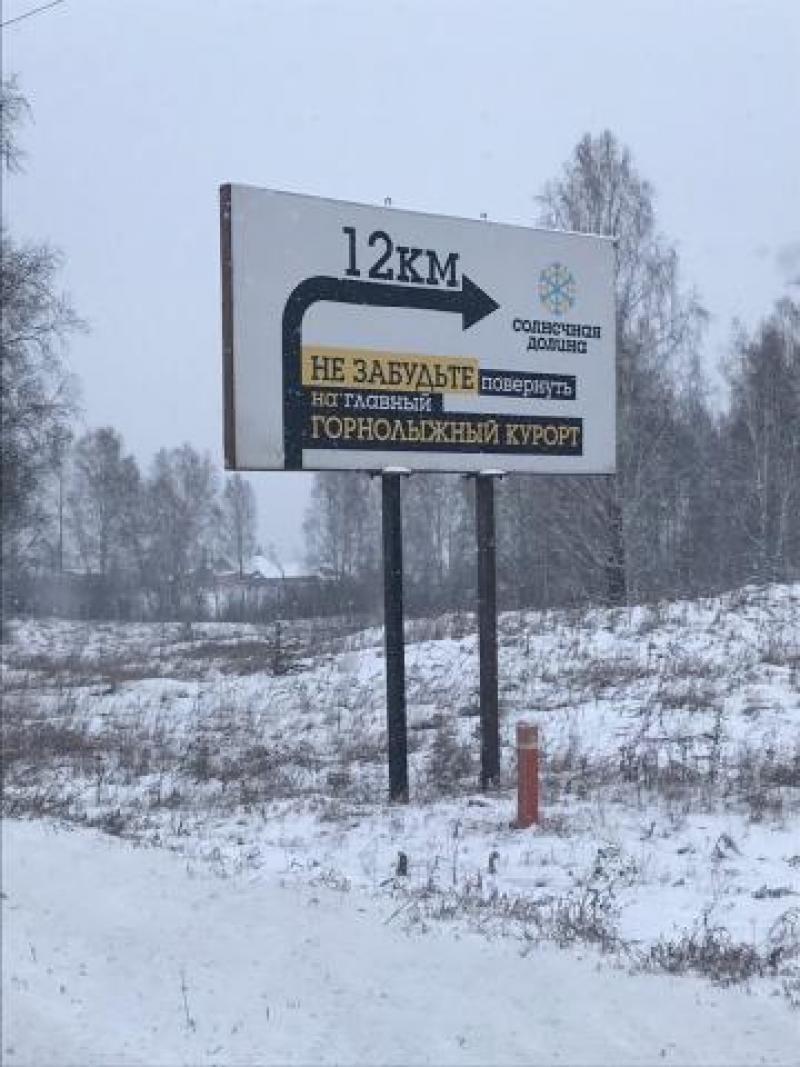 12км
солнечная
долина
НЕ ЗАБУДЬТЕ повернуть
на главный
ГОРНОЛЫЖНЫЙ КУРОРТ